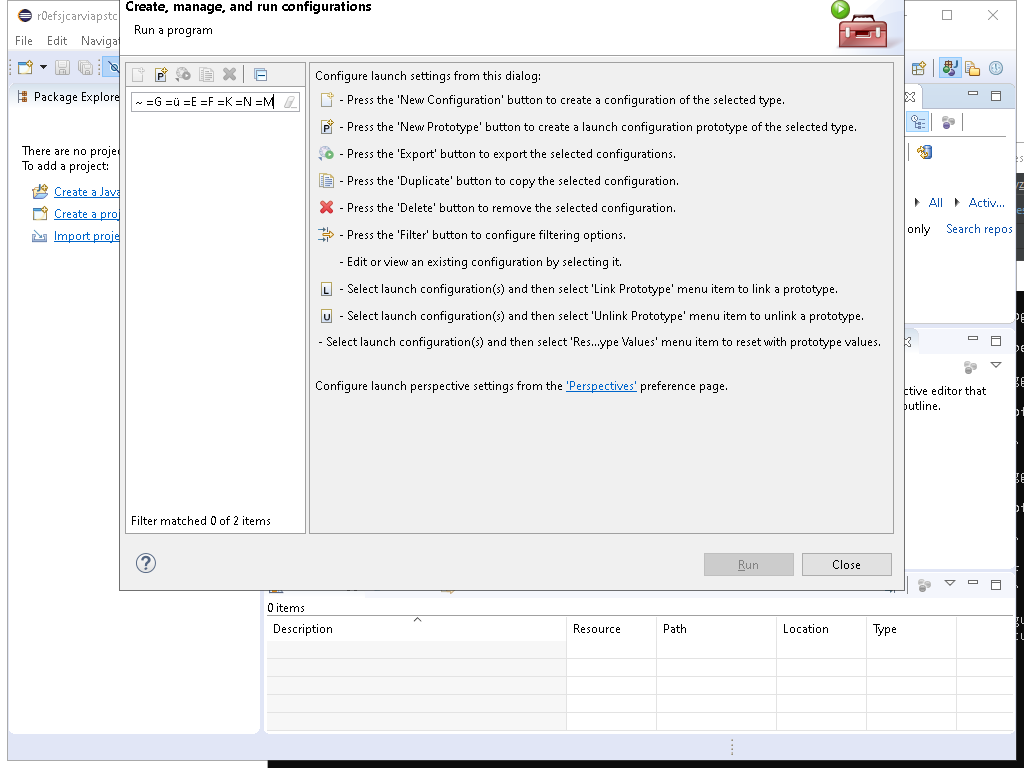 Create, manage, and run configurations
Run a program
r0efsjcarviapstc
File Edit Navigat
Package Explore
~ =G =ü =E =F =K =N =M
There are no projec
To add a project:
Create a Java
Create a proj
Import proje
Filter matched 0 of 2 items
Configure launch settings from this dialog:
- Press the 'New Configuration' button to create a configuration of the selected type.
- Press the 'New Prototype' button to create a launch configuration prototype of the selected type.
- Press the 'Export' button to export the selected configurations.
- Press the 'Duplicate' button to copy the selected configuration.
- Press the 'Delete' button to remove the selected configuration.
- Press the 'Filter' button to configure filtering options.
- Edit or view an existing configuration by selecting it.
- Select launch configuration(s) and then select 'Link Prototype' menu item to link a prototype.
- Select launch configuration(s) and then select 'Unlink Prototype' menu item to unlink a prototype.
- Select launch configuration(s) and then select 'Res...ype Values' menu item to reset with prototype values.
Configure launch perspective settings from the 'Perspectives' preference page.
Run
Close
All Activ...
only Search repos
ctive editor that
outline.
0 items
Description Resource Path Location Type